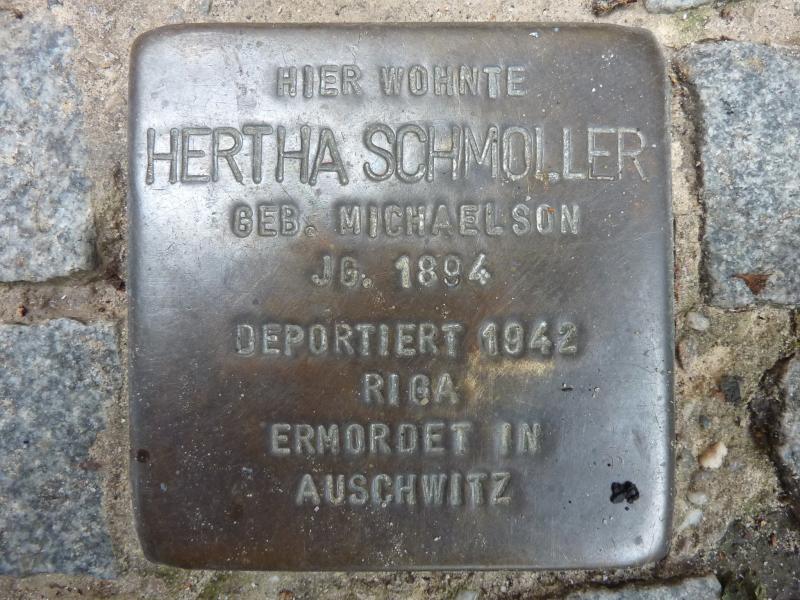 HIER WOHNTE
HERTHA SCHMOLLER
GEB. MICHAELSON
JG. 1894
DEPORTIERT 1942
RIGA
ERMORDET IN
AUSCHWITZ